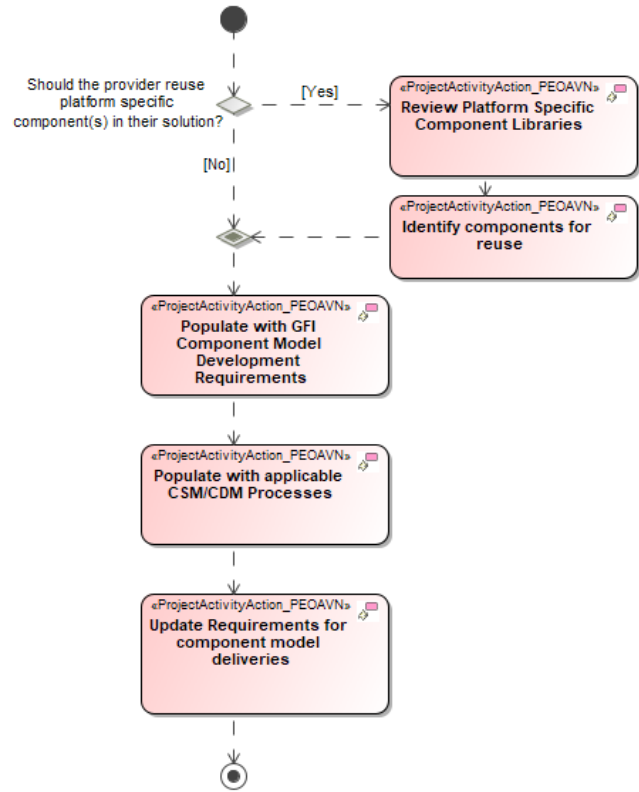 Should the provider reuse
platform specific
component(s) in their solution?
[Yes]
«ProjectActivityAction_PEOAVN»
Review Platform Specific
Component Libraries
[No]
«ProjectActivityAction_PEOAVN»
Identify components for
reuse
«ProjectActivityAction_PEOAVN»
Populate with GFI
Component Model
Development
Requirements
«ProjectActivityAction_PEOAVN»
Populate with applicable
CSM/CDM Processes
«ProjectActivityAction_PEOAVN»
Update Requirements for
component model
deliveries